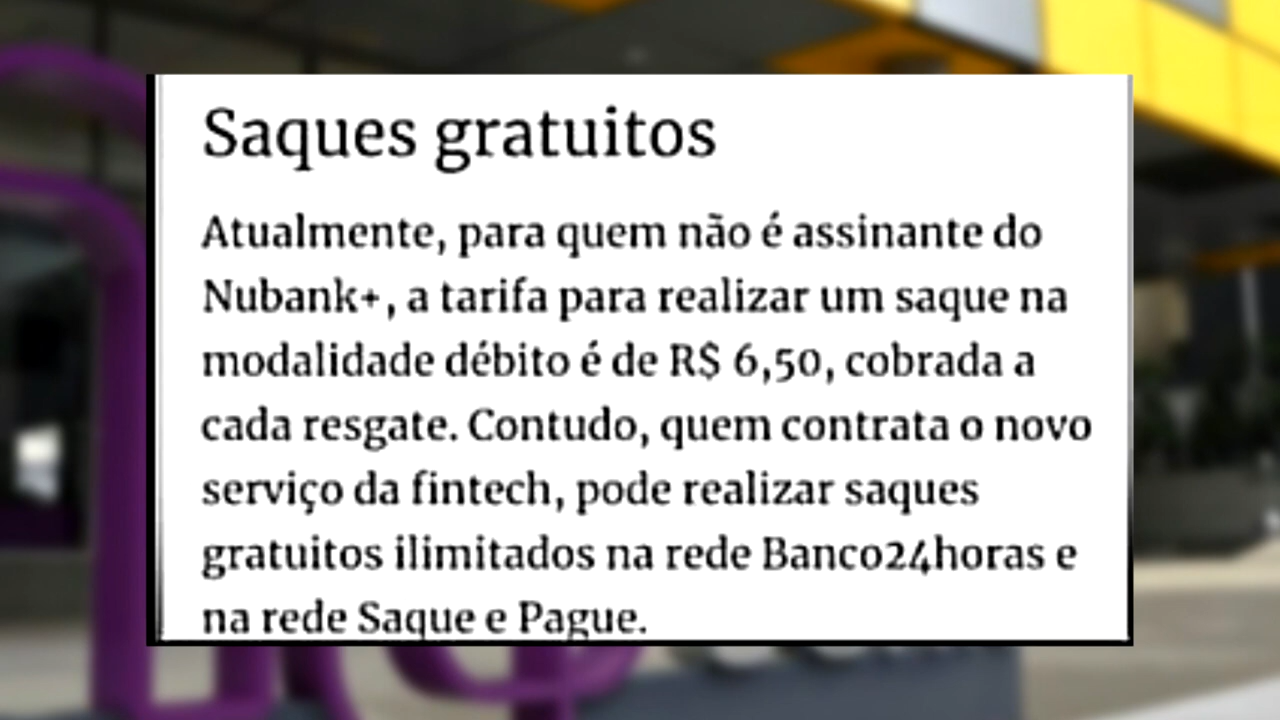 Saques gratuitos
Atualmente, para quem não é assinante do
Nubank+, a tarifa para realizar um saque na
modalidade débito é de R$ 6,50, cobrada a
cada resgate. Contudo, quem contrata o novo
serviço da fintech, pode realizar saques
gratuitos ilimitados na rede Banco24horas e
na rede Saque e Pague.